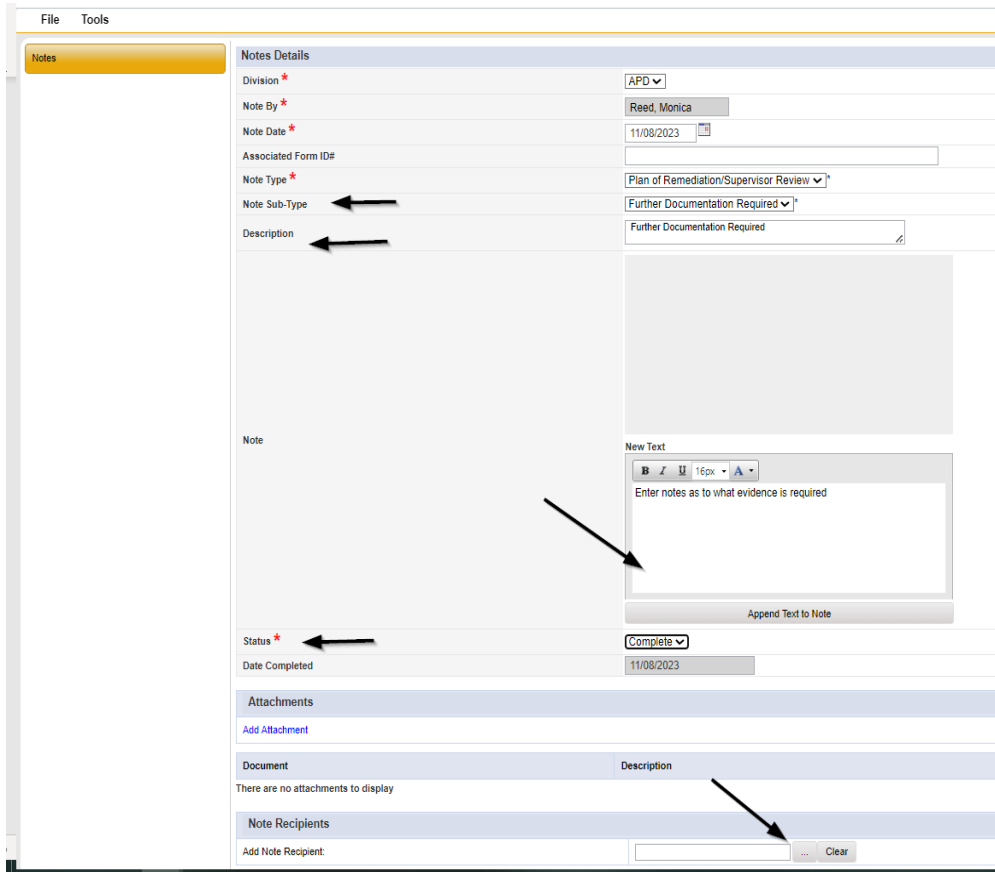 File Tools
Notes
Notes Details
Division * APD
Note By * Reed, Monica
Note Date * 11/08/2023
Associated Form ID#
Note Type * Plan of Remediation/Supervisor Review *
Note Sub-Type Further Documentation Required *
Description Further Documentation Required
Note
New Text
B I U 16px A
Enter notes as to what evidence is required
Append Text to Note
Status * Complete
Date Completed 11/08/2023
Attachments
Add Attachment
Document Description
There are no attachments to display
Note Recipients
Add Note Recipient: ... Clear